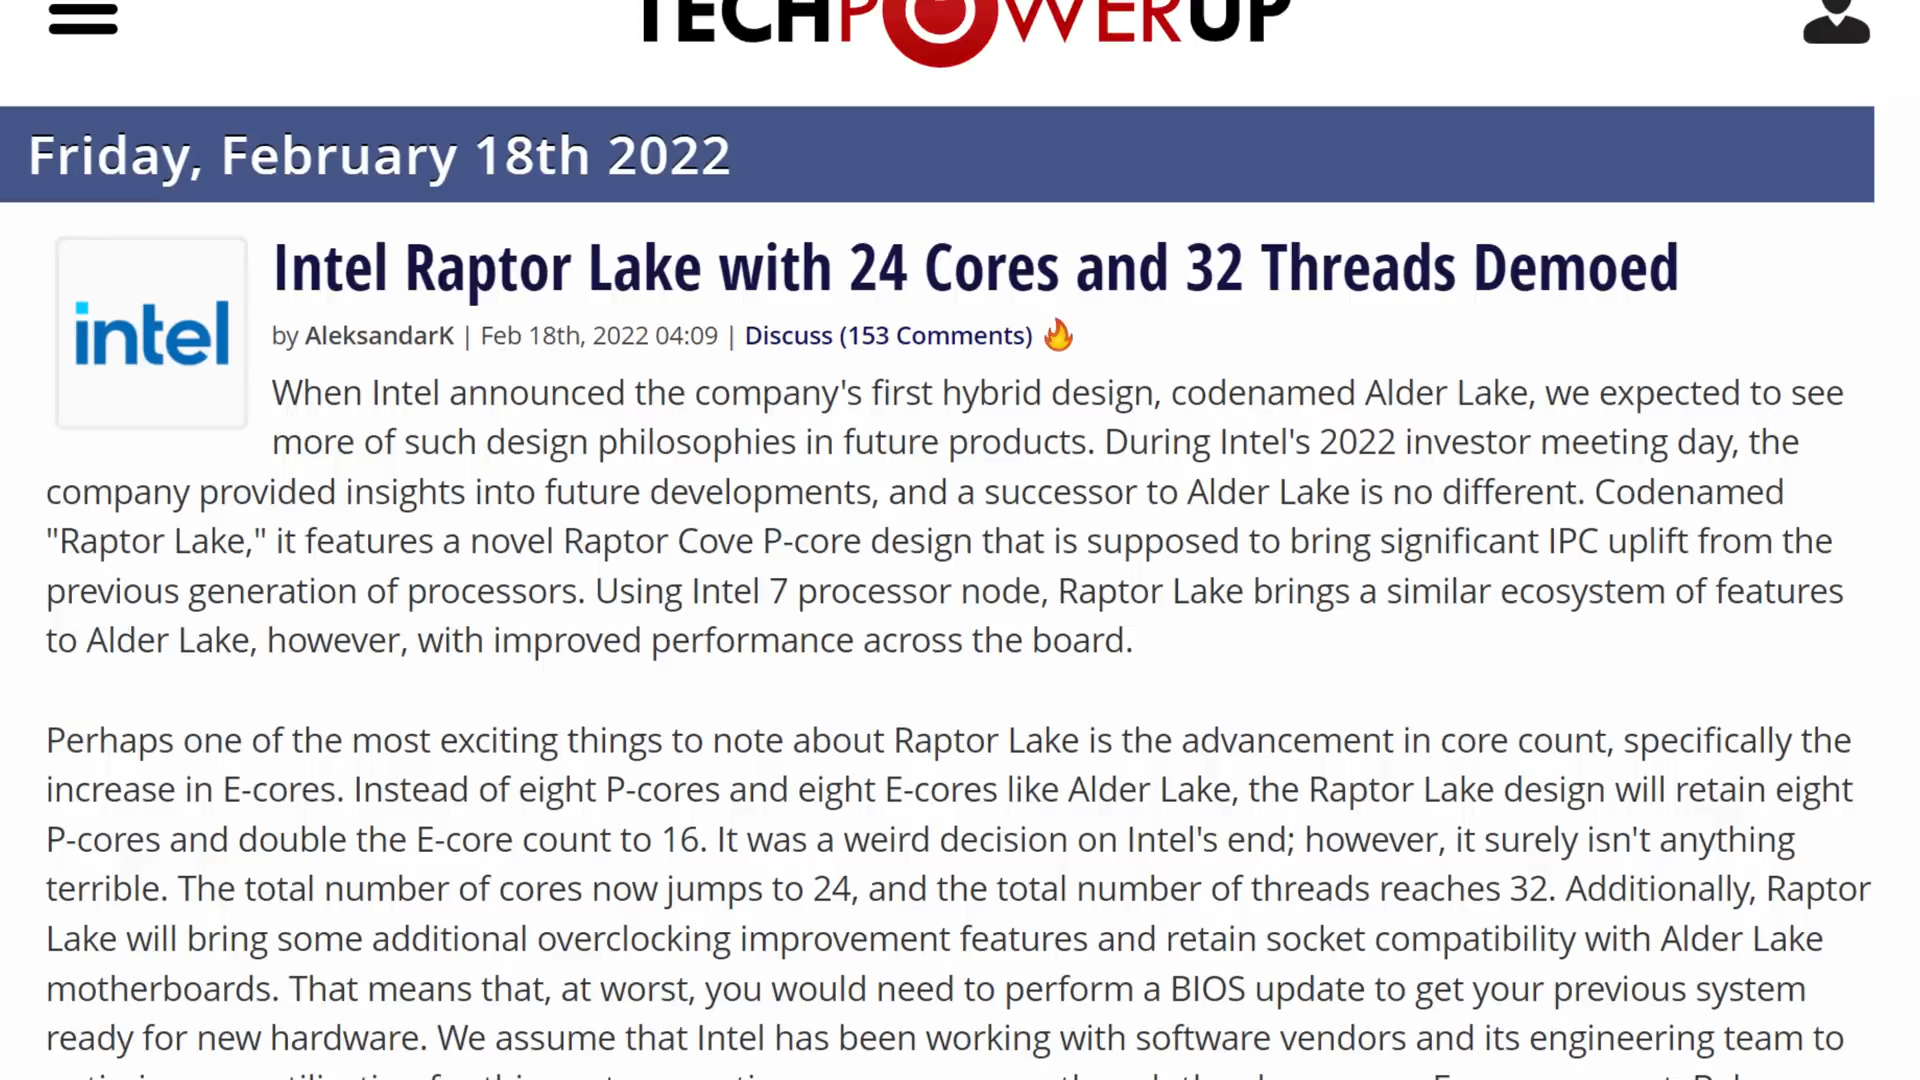 TECHPOWERUP
Friday, February 18th 2022
intel
Intel Raptor Lake with 24 Cores and 32 Threads Demoed
by AleksandarK | Feb 18th, 2022 04:09 | Discuss (153 Comments)
When Intel announced the company's first hybrid design, codenamed Alder Lake, we expected to see
more of such design philosophies in future products. During Intel's 2022 investor meeting day, the
company provided insights into future developments, and a successor to Alder Lake is no different. Codenamed
"Raptor Lake," it features a novel Raptor Cove P-core design that is supposed to bring significant IPC uplift from the
previous generation of processors. Using Intel 7 processor node, Raptor Lake brings a similar ecosystem of features
to Alder Lake, however, with improved performance across the board.
Perhaps one of the most exciting things to note about Raptor Lake is the advancement in core count, specifically the
increase in E-cores. Instead of eight P-cores and eight E-cores like Alder Lake, the Raptor Lake design will retain eight
P-cores and double the E-core count to 16. It was a weird decision on Intel's end; however, it surely isn't anything
terrible. The total number of cores now jumps to 24, and the total number of threads reaches 32. Additionally, Raptor
Lake will bring some additional overclocking improvement features and retain socket compatibility with Alder Lake
motherboards. That means that, at worst, you would need to perform a BIOS update to get your previous system
ready for new hardware. We assume that Intel has been working with software vendors and its engineering team to